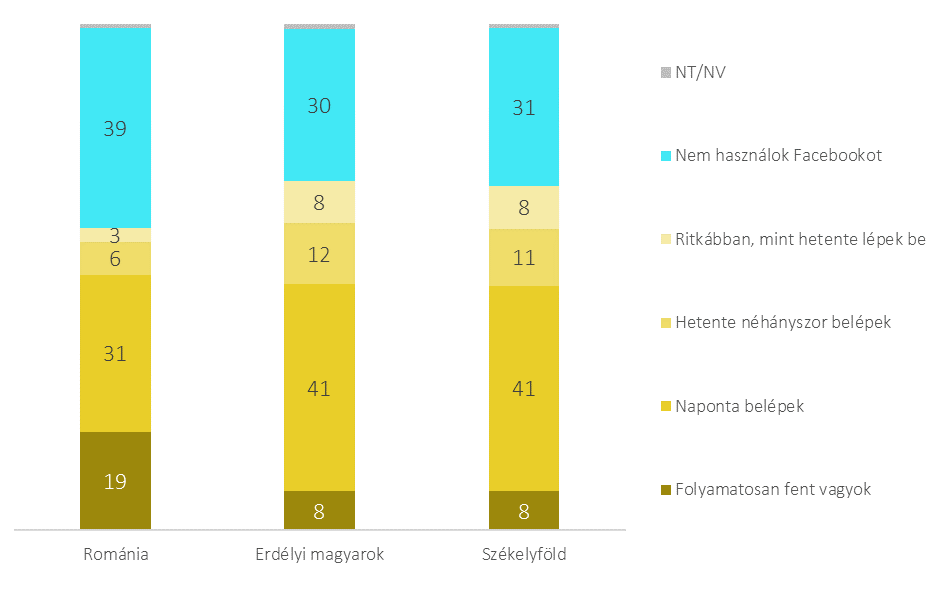 39
3
6
31
19
30
8
12
41
8
31
8
11
41
8
Románia
Erdélyi magyarok
Székelyföld
NT/NV
Nem használok Facebookot
Ritkábban, mint hetente lépek be
Hetente néhányszor belépek
Naponta belépek
Folyamatosan fent vagyok